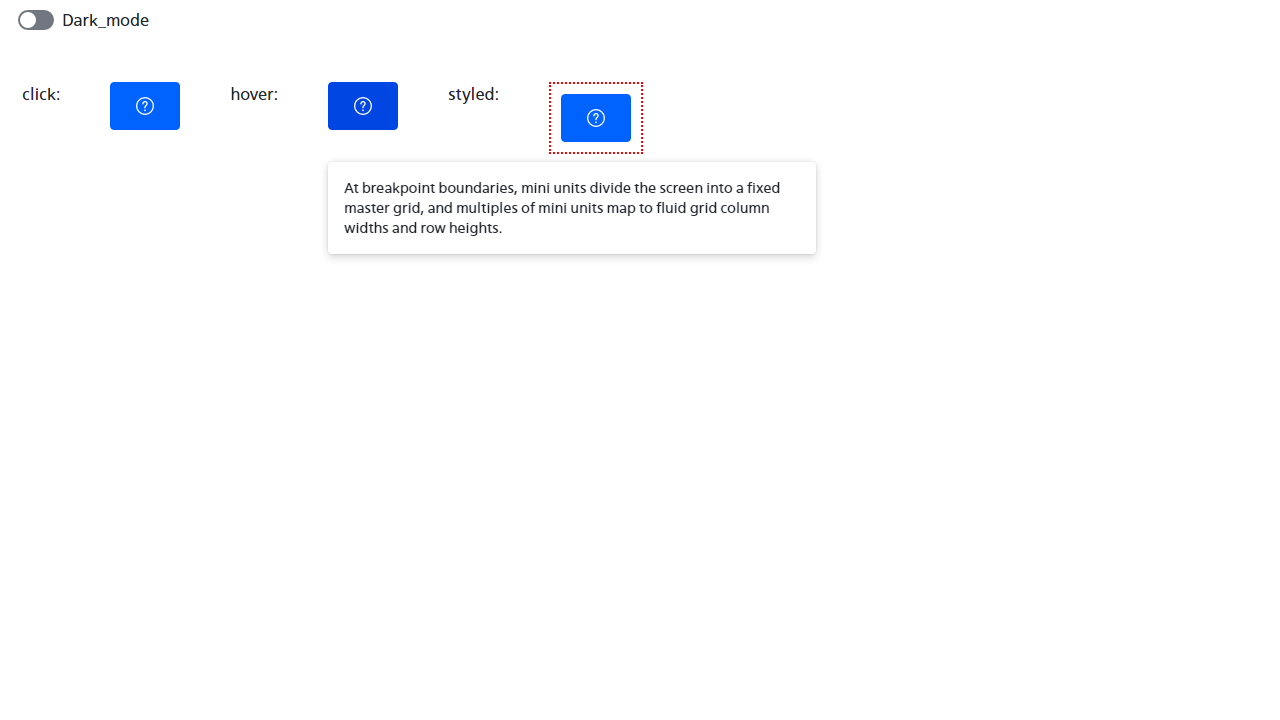 Dark_mode
click:
hover:
styled:
At breakpoint boundaries, mini units divide the screen into a fixed
master grid, and multiples of mini units map to fluid grid column
widths and row heights.